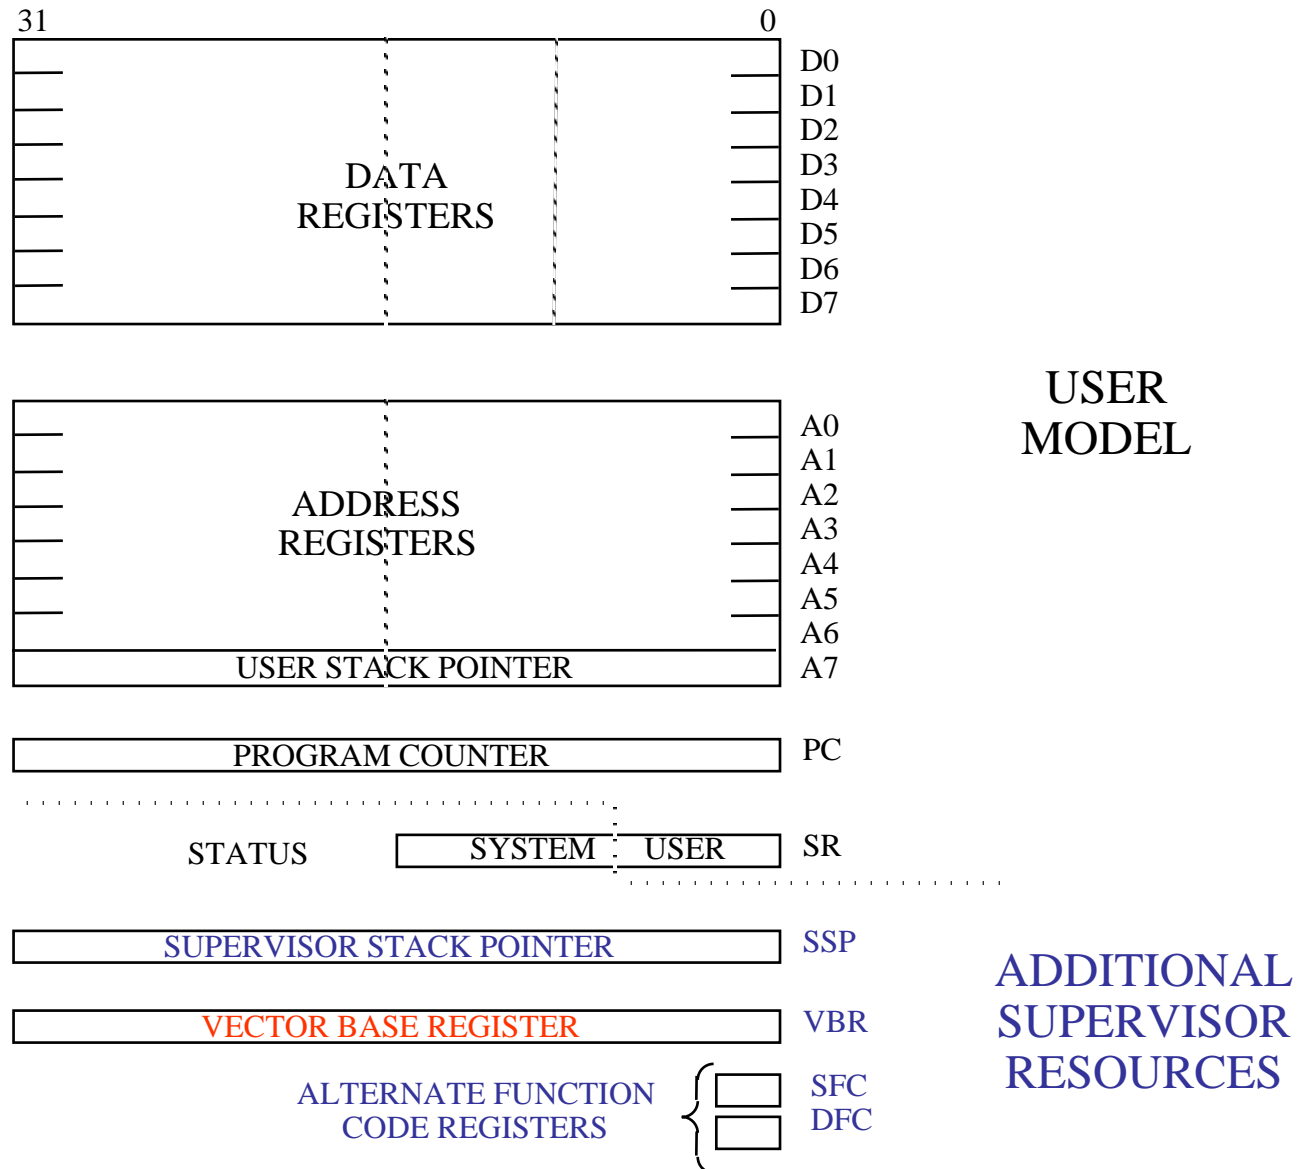 31 0
D0
D1
D2
D3
D4
D5
D6
D7
DATA
REGISTERS
USER
MODEL
A0
A1
A2
A3
A4
A5
A6
ADDRESS
REGISTERS
USER STACK POINTER A7
PROGRAM COUNTER PC
STATUS SYSTEM USER SR
SUPERVISOR STACK POINTER SSP
VECTOR BASE REGISTER VBR
ADDITIONAL
SUPERVISOR
RESOURCES
ALTERNATE FUNCTION
CODE REGISTERS
SFC
DFC